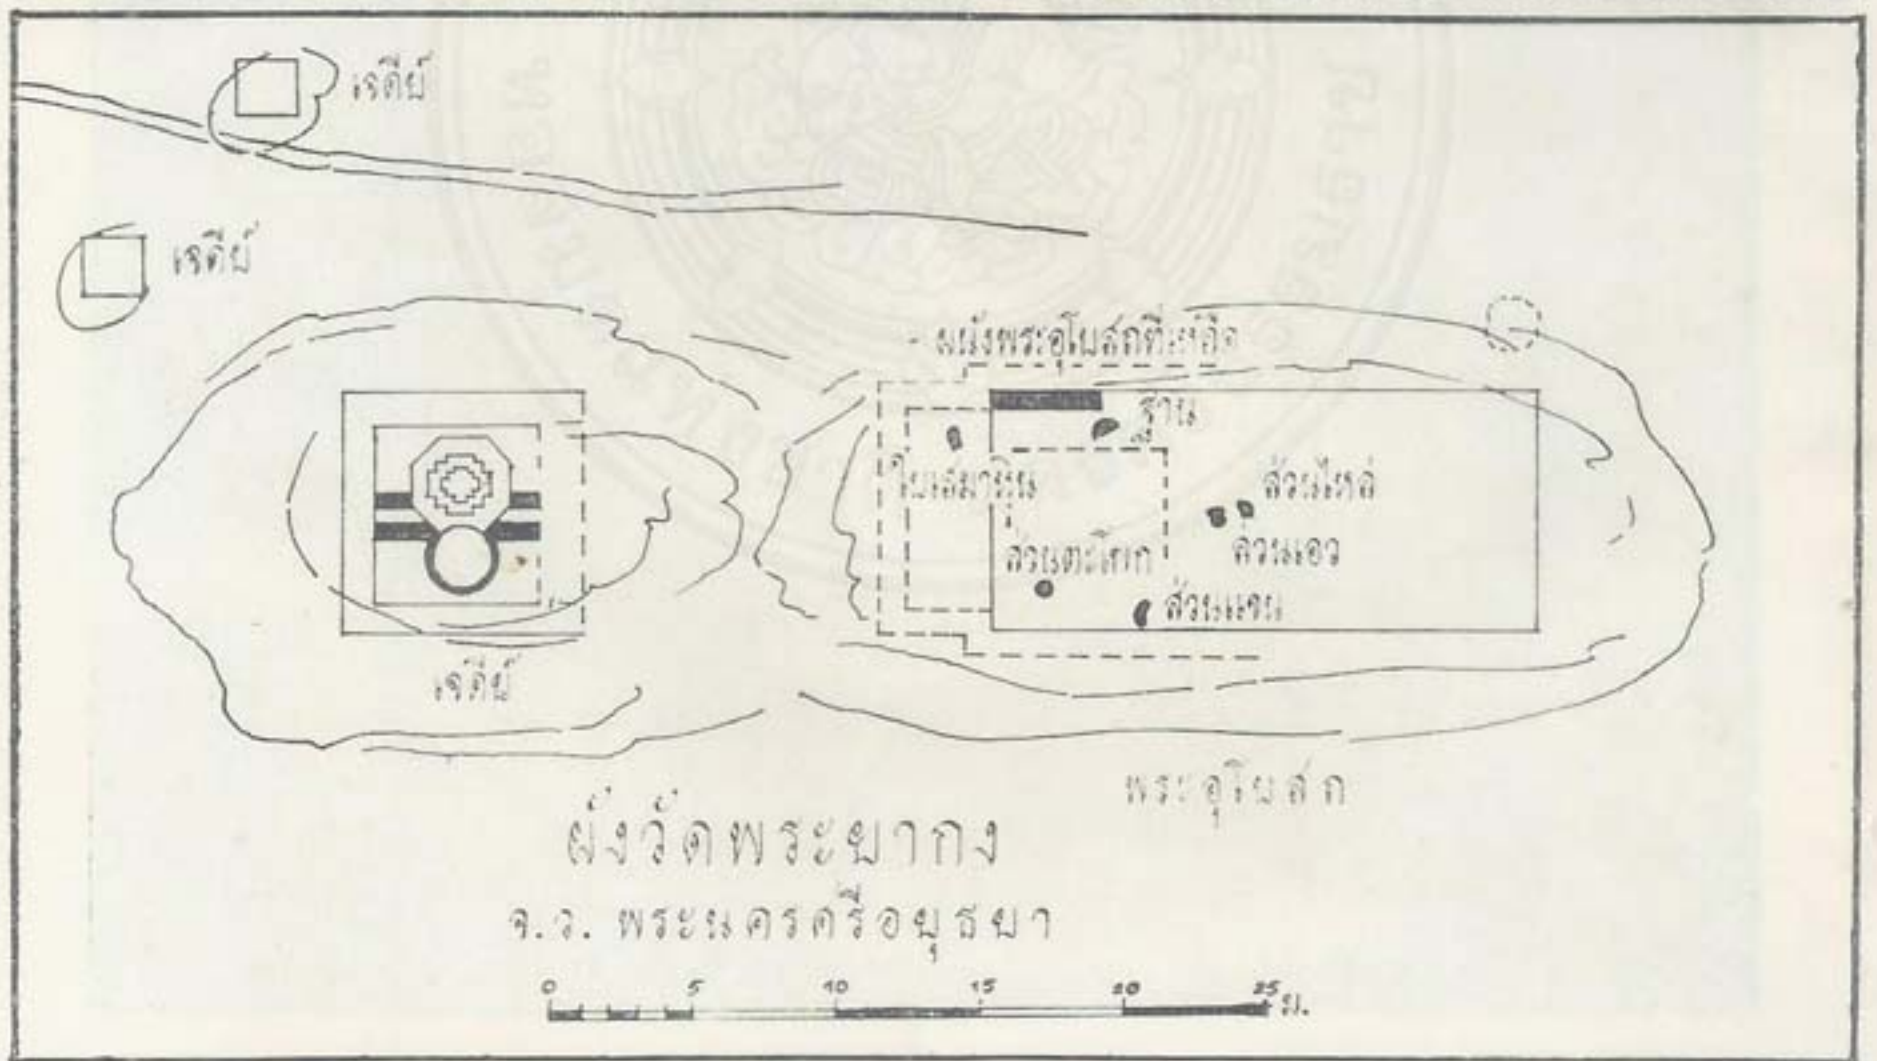 เจดีย์
เจดีย์
ผนังพระอุโบสถที่เหลือ
ฐาน
ใบเสมาหิน
ส่วนไหล่
ส่วนเอว
ส่วนตะโพก
ส่วนแขน
เจดีย์
พระอุโบสถ
ผังวัดพระยากง
จ.ว. พระนครศรีอยุธยา
0 5 10 15 20 25 ม.